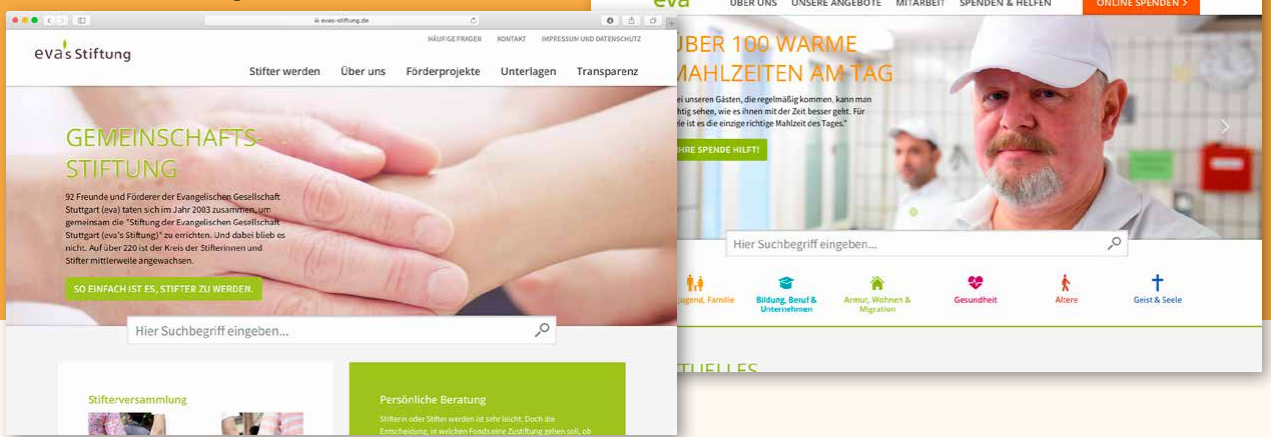 evas-stiftung.de
eva's Stiftung
HÄUFIGE FRAGEN KONTAKT IMPRESSUM UND DATENSCHUTZ
Stifter werden Über uns Förderprojekte Unterlagen Transparenz
GEMEINSCHAFTS-
STIFTUNG
92 Freunde und Förderer der Evangelischen Gesellschaft
Stuttgart (eva) taten sich im Jahr 2003 zusammen, um
gemeinsam die "Stiftung der Evangelischen Gesellschaft
Stuttgart (eva's Stiftung)" zu errichten. Und dabei blieb es
nicht. Auf über 220 ist der Kreis der Stifterinnen und
Stifter mittlerweile angewachsen.
SO EINFACH IST ES, STIFTER ZU WERDEN.
Hier Suchbegriff eingeben...
Stifterversammlung
Persönliche Beratung
Stifterin oder Stifter werden ist sehr leicht. Doch die
Entscheidung, in welchen Fonds eine Zustiftung gehen soll, ob
eva
ÜBER UNS UNSERE ANGEBOTE MITARBEIT SPENDEN & HELFEN ONLINE SPENDEN >
ÜBER 100 WARME
MAHLZEITEN AM TAG
ei unseren Gästen, die regelmäßig kommen, kann man
htig sehen, wie es ihnen mit der Zeit besser geht. Für
le ist es die einzige richtige Mahlzeit des Tages."
IHRE SPENDE HILFT!
Hier Suchbegriff eingeben...
ugend, Familie
Bildung, Beruf &
Unternehmen
Armut, Wohnen &
Migration
Gesundheit
Ältere
Geist & Seele
TUELLES